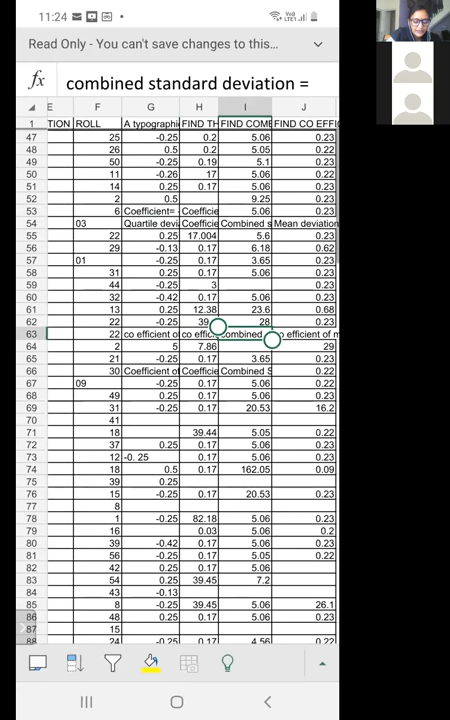 11:24 Vo) LTE1
Read Only - You can't save changes to this...
fx combined standard deviation =
E F G H I J
1 TION ROLL A typographi FIND TH FIND COME FIND CO EFFIC
47 25 -0.25 0.2 5.06 0.23
48 26 0.5 0.2 5.05 0.22
49 50 -0.25 0.19 5.1 0.23
50 11 -0.26 17 5.06 0.22
51 14 0.25 0.17 5.06 0.23
52 2 0.5 9.25 0.23
53 6 Coefficient= Coefficie 5.06 0.23
54 03 Quartile devi Coefficie Combined s Mean deviation
55 22 0.25 17.004 5.6 0.23
56 29 -0.13 0.17 6.18 0.62
57 01 -0.25 0.17 3.65 0.23
58 31 0.25 0.17 5.06 0.23
59 44 -0.25 3 0.23
60 32 -0.42 0.17 5.06 0.23
61 13 0.25 12.38 23.6 0.68
62 22 -0.25 39. 28 0.23
63 22 co efficient of co effici combined o efficient of m
64 2 5 7.86 29
65 21 -0.25 0.17 3.65 0.23
66 30 Coefficient of Coefficie Combined S 0.22
67 09 -0.25 0.17 5.06 0.22
68 49 0.25 0.17 5.06 0.23
69 31 -0.25 0.17 20.53 16.2
70 41
71 18 39.44 5.05 0.22
72 37 0.25 0.17 5.06 0.23
73 12 -0. 25 0.17 5.06 0.23
74 18 0.5 0.17 162.05 0.09
75 39 0.25
76 15 -0.25 0.17 20.53 0.23
77 8
78 1 -0.25 82.18 5.06 0.23
79 16 0.03 5.06 0.2
80 39 -0.42 0.17 5.06 0.23
81 56 -0.25 0.17 5.05 0.22
82 42 0.25 0.17 5.06
83 54 0.25 39.45 7.2
84 43 -0.13
85 8 -0.25 39.45 5.06 26.1
86 48 0.25 0.17 5.06 0.23
87 15
88 24 -0.25 0.17 4.56 0.22